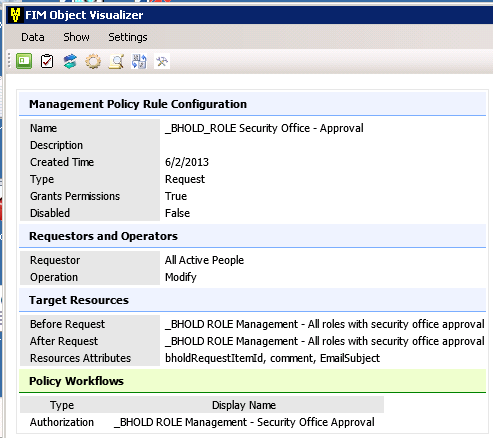 FIM Object Visualizer
Data Show Settings
Management Policy Rule Configuration
Name _BHOLD_ROLE Security Office - Approval
Description
Created Time 6/2/2013
Type Request
Grants Permissions True
Disabled False
Requestors and Operators
Requestor All Active People
Operation Modify
Target Resources
Before Request _BHOLD ROLE Management - All roles with security office approval
After Request _BHOLD ROLE Management - All roles with security office approval
Resources Attributes bholdRequestItemId, comment, EmailSubject
Policy Workflows
Type Display Name
Authorization _BHOLD ROLE Management - Security Office Approval